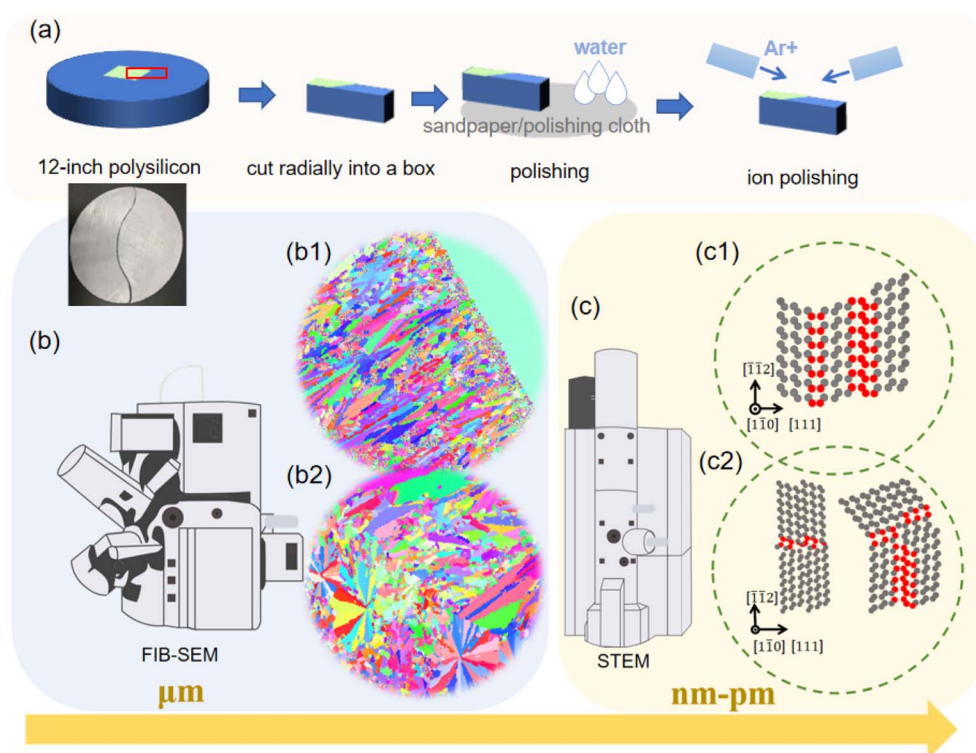 (a)
water
Ar+
sandpaper/polishing cloth
12-inch polysilicon
cut radially into a box
polishing
ion polishing
(b)
(b1)
(b2)
FIB-SEM
μm
(c)
(c1)
[1̅1̅2]
[11̅0] [111]
(c2)
[1̅1̅2]
[11̅0] [111]
STEM
nm-pm